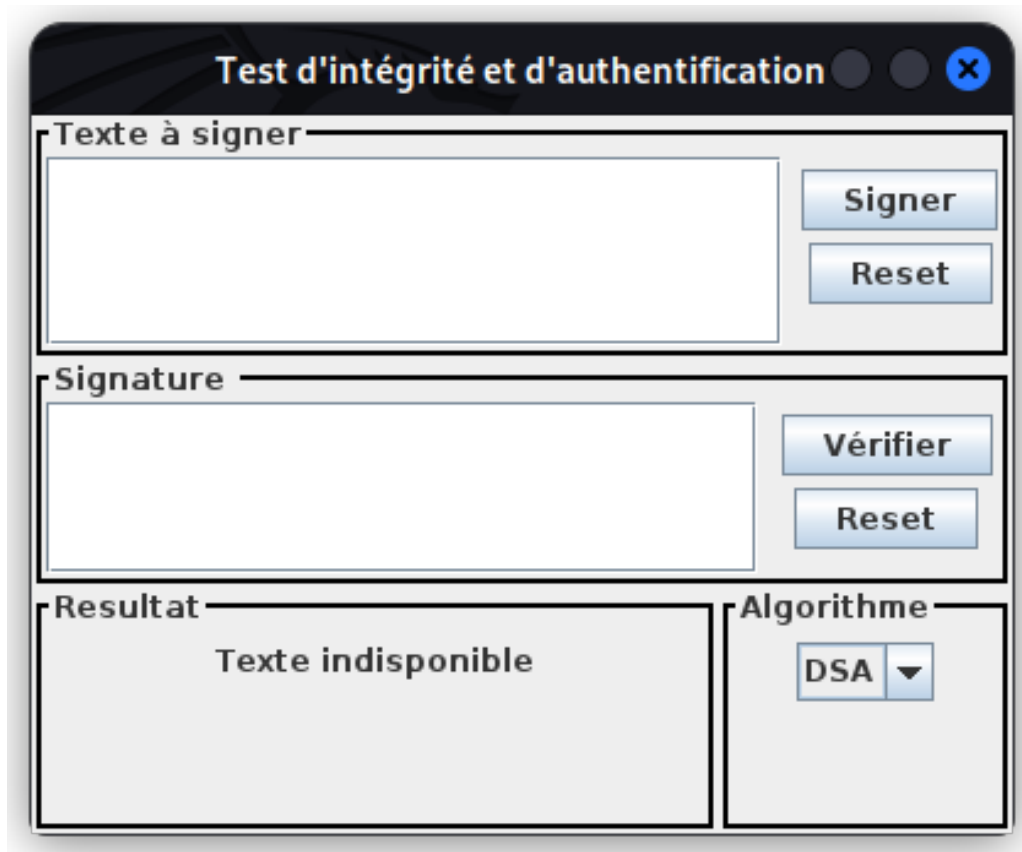 Test d'intégrité et d'authentification
Texte à signer
Signer
Reset
Signature
Vérifier
Reset
Resultat
Algorithme
Texte indisponible
DSA